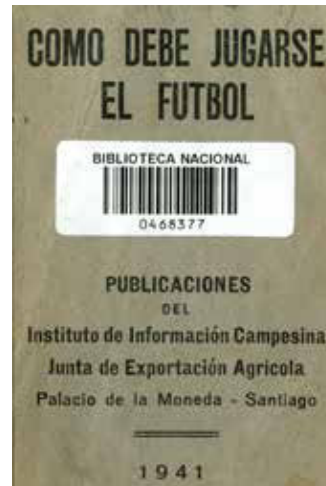 COMO DEBE JUGARSE
EL FUTBOL
BIBLIOTECA NACIONAL
0468377
PUBLICACIONES
DEL
Instituto de Información Campesina
Junta de Exportación Agrícola
Palacio de la Moneda - Santiago
1941